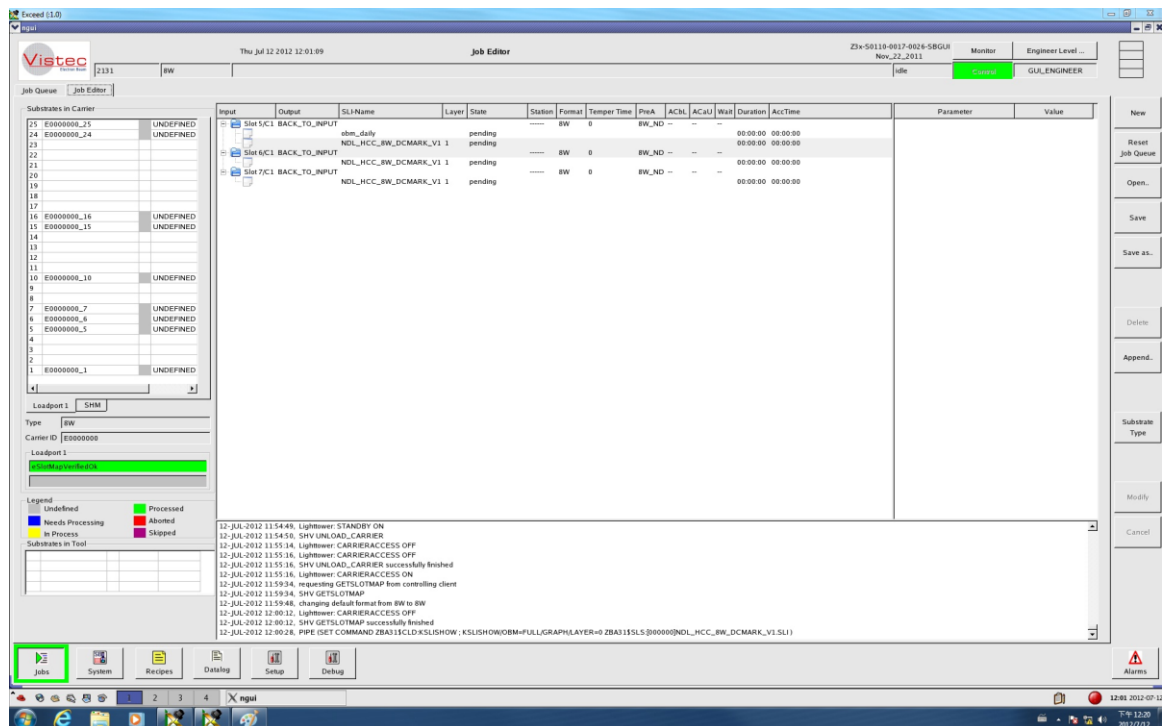 Exceed (:1.0)
ngui
Vistec
Electron Beam
2131
8W
Thu Jul 12 2012 12:01:09
Job Editor
Z3x-S0110-0017-0026-SBGUI
Nov_22_2011
idle
Monitor
Control
Engineer Level ...
GUI_ENGINEER
Job Queue
Job Editor
Substrates in Carrier
25 E0000000_25 UNDEFINED
24 E0000000_24 UNDEFINED
23
22
21
20
19
18
17
16 E0000000_16 UNDEFINED
15 E0000000_15 UNDEFINED
14
13
12
11
10 E0000000_10 UNDEFINED
9
8
7 E0000000_7 UNDEFINED
6 E0000000_6 UNDEFINED
5 E0000000_5 UNDEFINED
4
3
2
1 E0000000_1 UNDEFINED
Loadport 1 SHM
Type 8W
Carrier ID E0000000
Loadport 1
eSlotMapVerifiedOk
Legend
Undefined Processed
Needs Processing Aborted
In Process Skipped
Substrates in Tool
Input Output SLI-Name Layer State Station Format Temper Time PreA AChL ACaU Wait Duration AccTime
Slot 5/C1 BACK_TO_INPUT ------ 8W 0 8W_ND -- -- --
obm_daily pending 00:00:00 00:00:00
NDL_HCC_8W_DCMARK_V1 1 pending 00:00:00 00:00:00
Slot 6/C1 BACK_TO_INPUT ------ 8W 0 8W_ND -- -- --
NDL_HCC_8W_DCMARK_V1 1 pending 00:00:00 00:00:00
Slot 7/C1 BACK_TO_INPUT ------ 8W 0 8W_ND -- -- --
NDL_HCC_8W_DCMARK_V1 1 pending 00:00:00 00:00:00
Parameter Value
New
Reset
Job Queue
Open..
Save
Save as..
Delete
Append..
Substrate
Type
Modify
Cancel
12-JUL-2012 11:54:49, Lighttower: STANDBY ON
12-JUL-2012 11:54:50, SHV UNLOAD_CARRIER
12-JUL-2012 11:55:14, Lighttower: CARRIERACCESS OFF
12-JUL-2012 11:55:16, Lighttower: CARRIERACCESS OFF
12-JUL-2012 11:55:16, SHV UNLOAD_CARRIER successfully finished
12-JUL-2012 11:55:16, Lighttower: CARRIERACCESS ON
12-JUL-2012 11:59:34, requesting GETSLOTMAP from controlling client
12-JUL-2012 11:59:34, SHV GETSLOTMAP
12-JUL-2012 11:59:48, changing default format from 8W to 8W
12-JUL-2012 12:00:12, Lighttower: CARRIERACCESS OFF
12-JUL-2012 12:00:12, SHV GETSLOTMAP successfully finished
12-JUL-2012 12:00:28, PIPE (SET COMMAND ZBA31$CLD:KSLISHOW ; KSLISHOW/OBM=FULL/GRAPH/LAYER=0 ZBA31$SLS:[000000]NDL_HCC_8W_DCMARK_V1.SLI )
Jobs
System
Recipes
Datalog
Setup
Debug
Alarms
1 2 3 4
ngui
12:01 2012-07-12
下午 12:20
2012/7/12